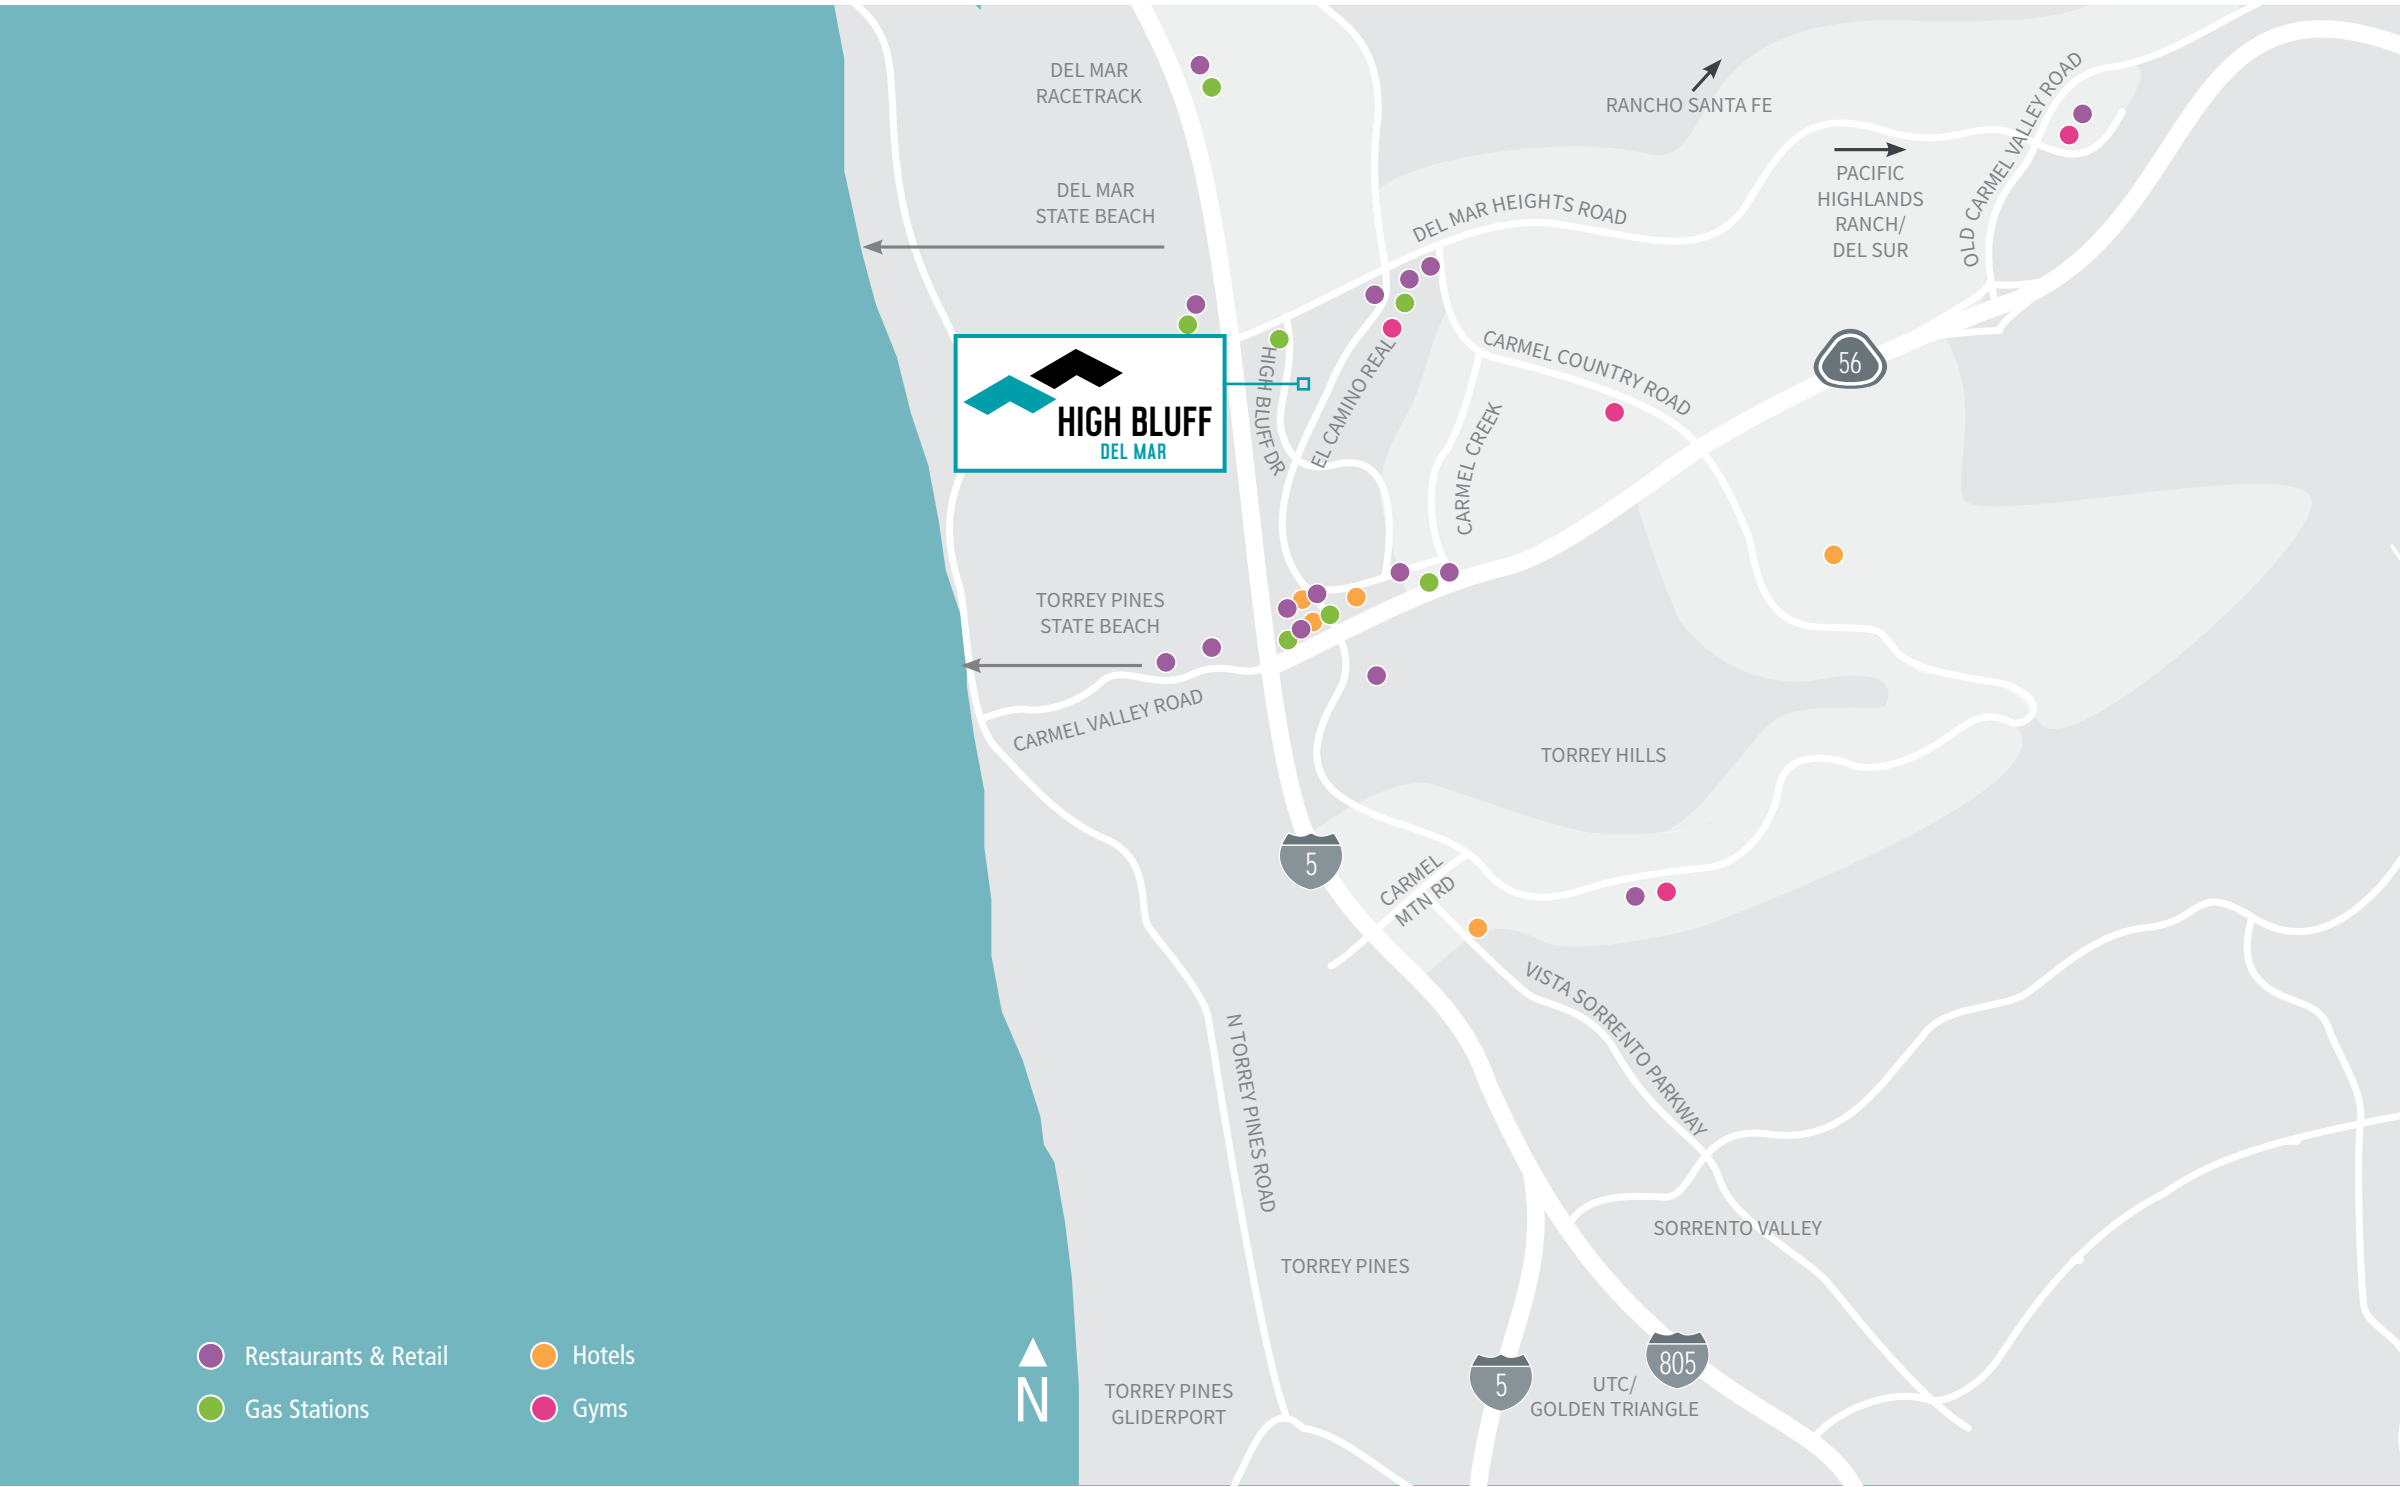 DEL MAR
RACETRACK
RANCHO SANTA FE
OLD CARMEL VALLEY ROAD
PACIFIC
HIGHLANDS
RANCH/
DEL SUR
DEL MAR
STATE BEACH
DEL MAR HEIGHTS ROAD
HIGH BLUFF
DEL MAR
HIGH BLUFF DR
EL CAMINO REAL
CARMEL COUNTRY ROAD
56
CARMEL CREEK
TORREY PINES
STATE BEACH
CARMEL VALLEY ROAD
TORREY HILLS
5
CARMEL
MTN RD
VISTA SORRENTO PARKWAY
N TORREY PINES ROAD
SORRENTO VALLEY
TORREY PINES
Restaurants & Retail
Hotels
Gas Stations
Gyms
N
TORREY PINES
GLIDERPORT
5
805
UTC/
GOLDEN TRIANGLE